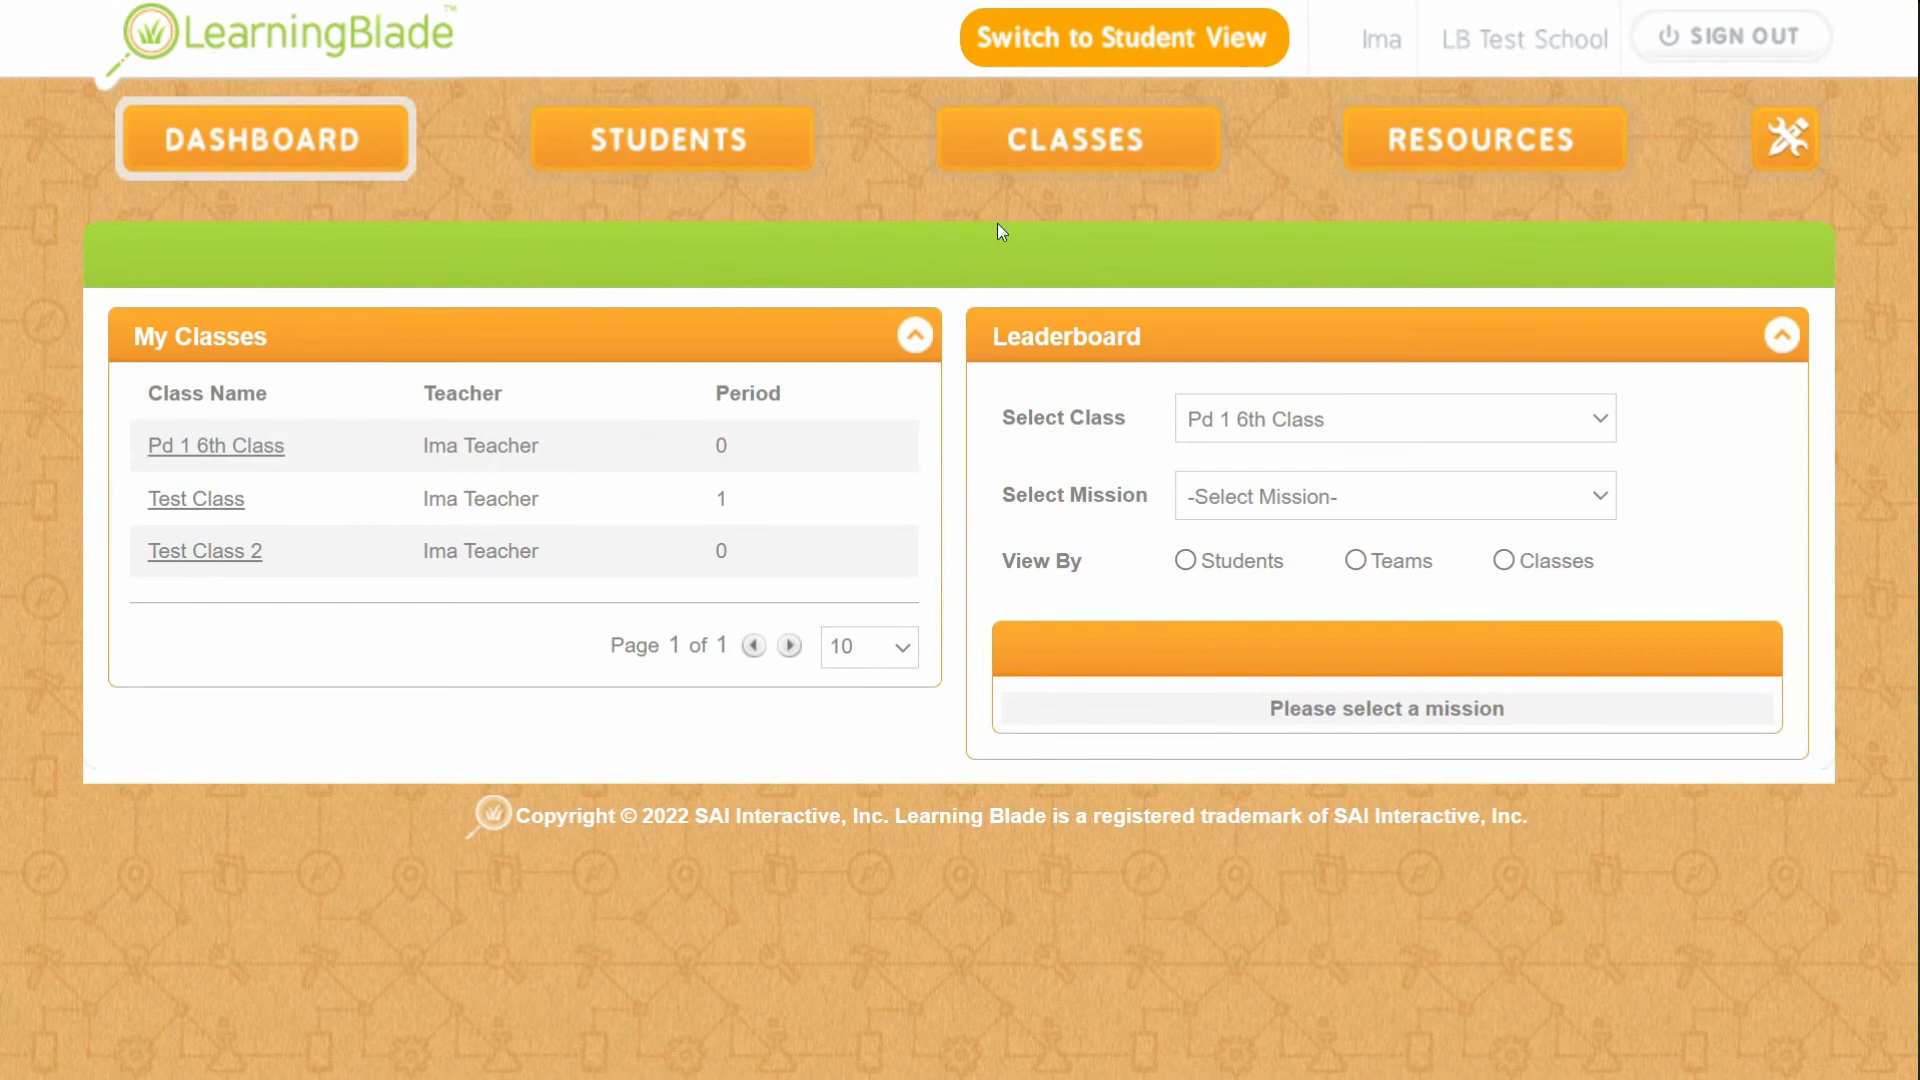 LearningBlade™
Switch to Student View
Ima
LB Test School
SIGN OUT
DASHBOARD
STUDENTS
CLASSES
RESOURCES
My Classes
Class Name Teacher Period
Pd 1 6th Class Ima Teacher 0
Test Class Ima Teacher 1
Test Class 2 Ima Teacher 0
Page 1 of 1 10
Leaderboard
Select Class Pd 1 6th Class
Select Mission -Select Mission-
View By Students Teams Classes
Please select a mission
Copyright © 2022 SAI Interactive, Inc. Learning Blade is a registered trademark of SAI Interactive, Inc.